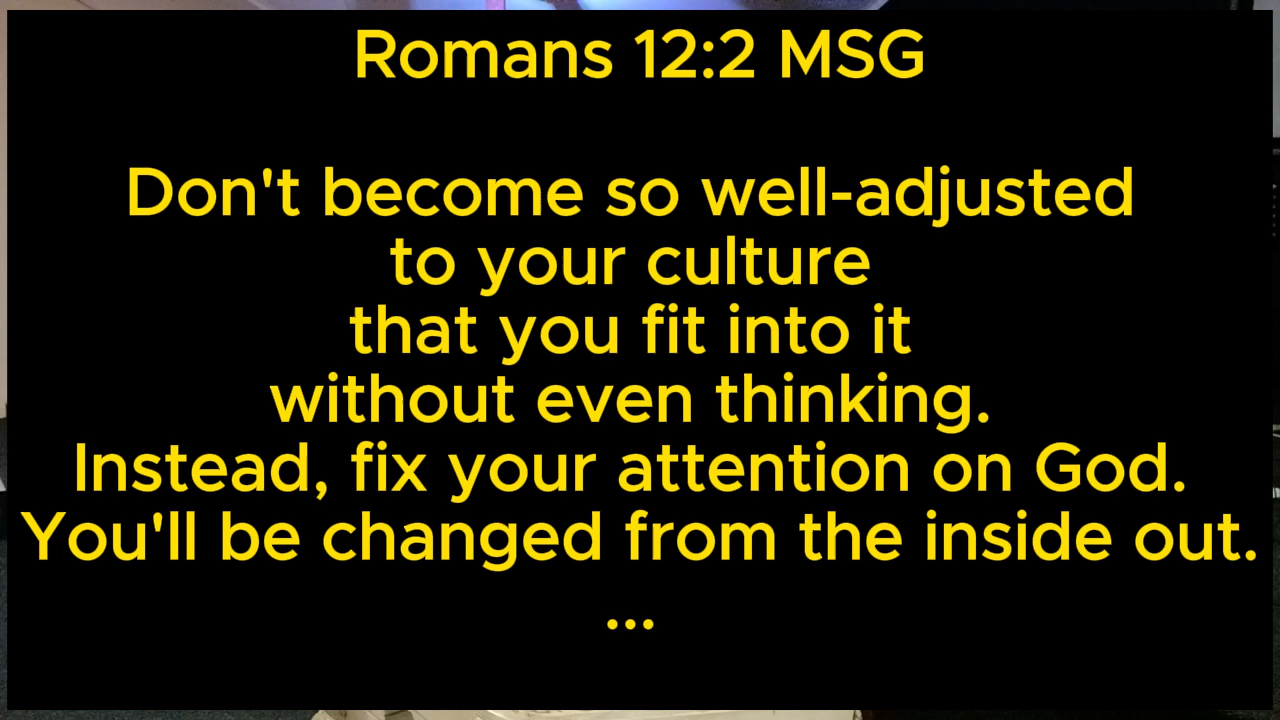 Romans 12:2 MSG
Don't become so well-adjusted
to your culture
that you fit into it
without even thinking.
Instead, fix your attention on God.
You'll be changed from the inside out.
...